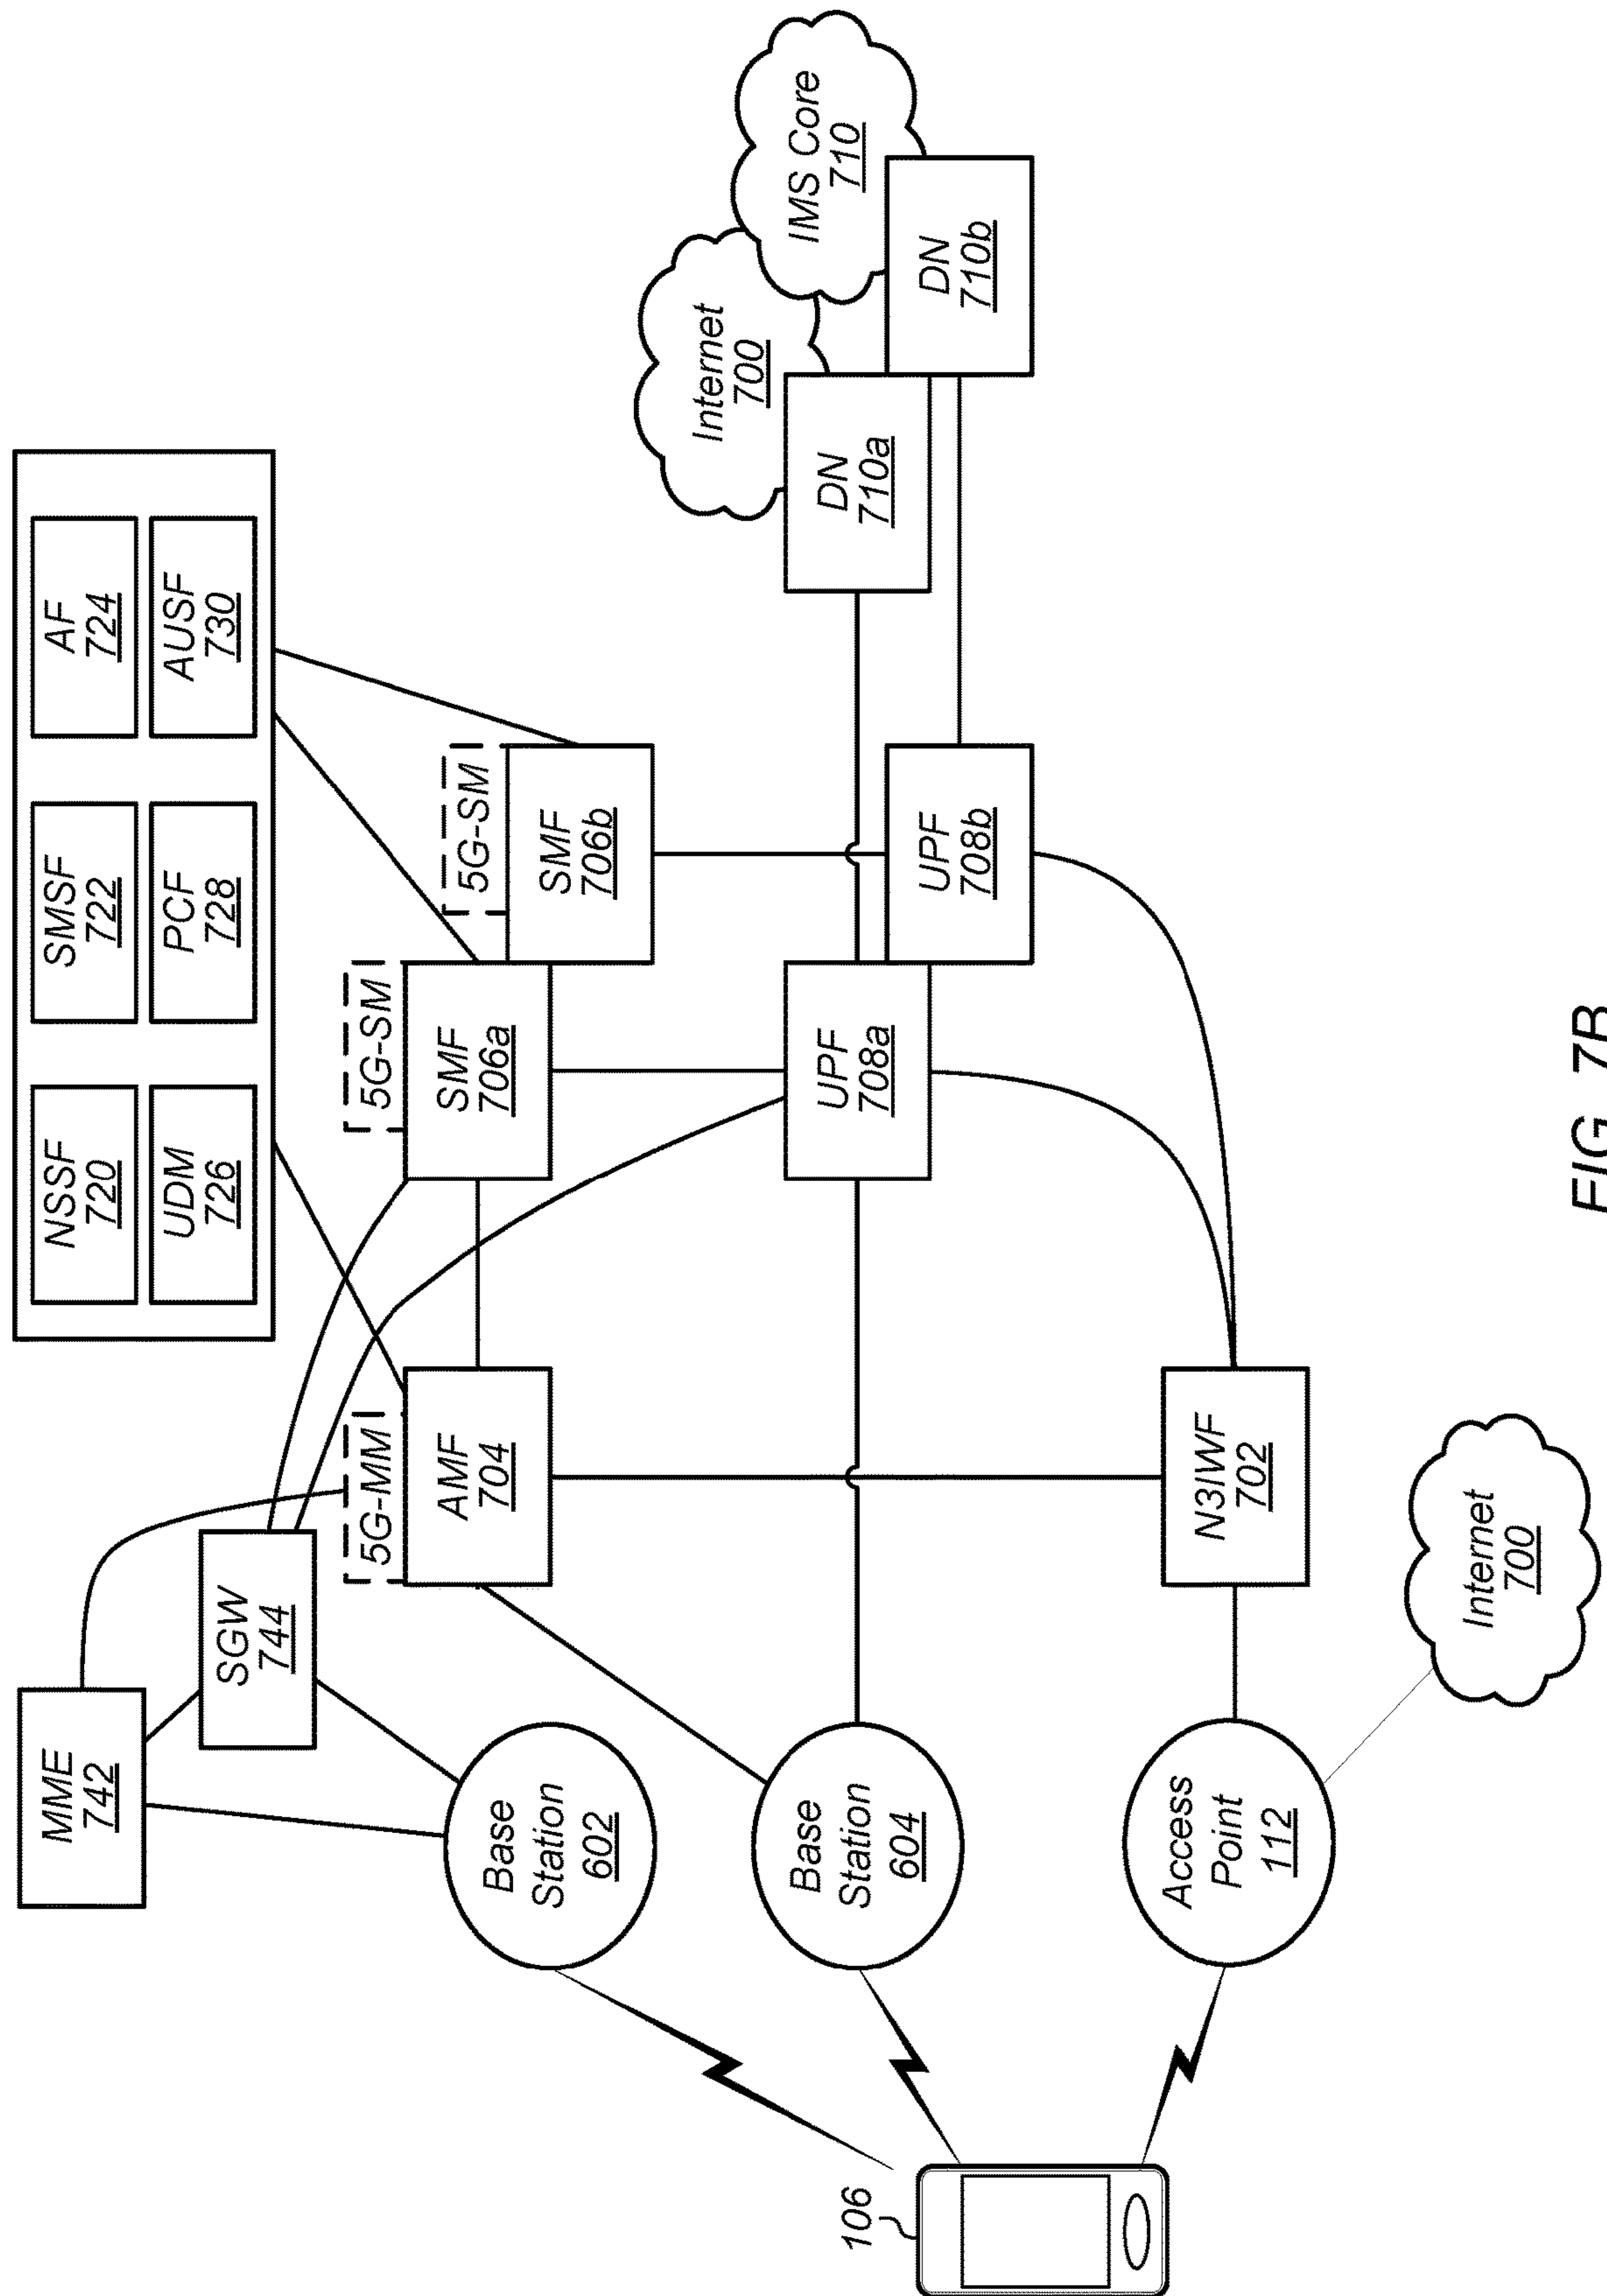 MME
742
SGW
744
NSSF
720
SMSF
722
AF
724
UDM
726
PCF
728
AUSF
730
5G-MM
AMF
704
5G-SM
SMF
706a
5G-SM
SMF
706b
Base
Station
602
Base
Station
604
UPF
708a
UPF
708b
Internet
700
IMS Core
710
DN
710a
DN
710b
106
Access
Point
112
N3IWF
702
Internet
700
FIG. 7B